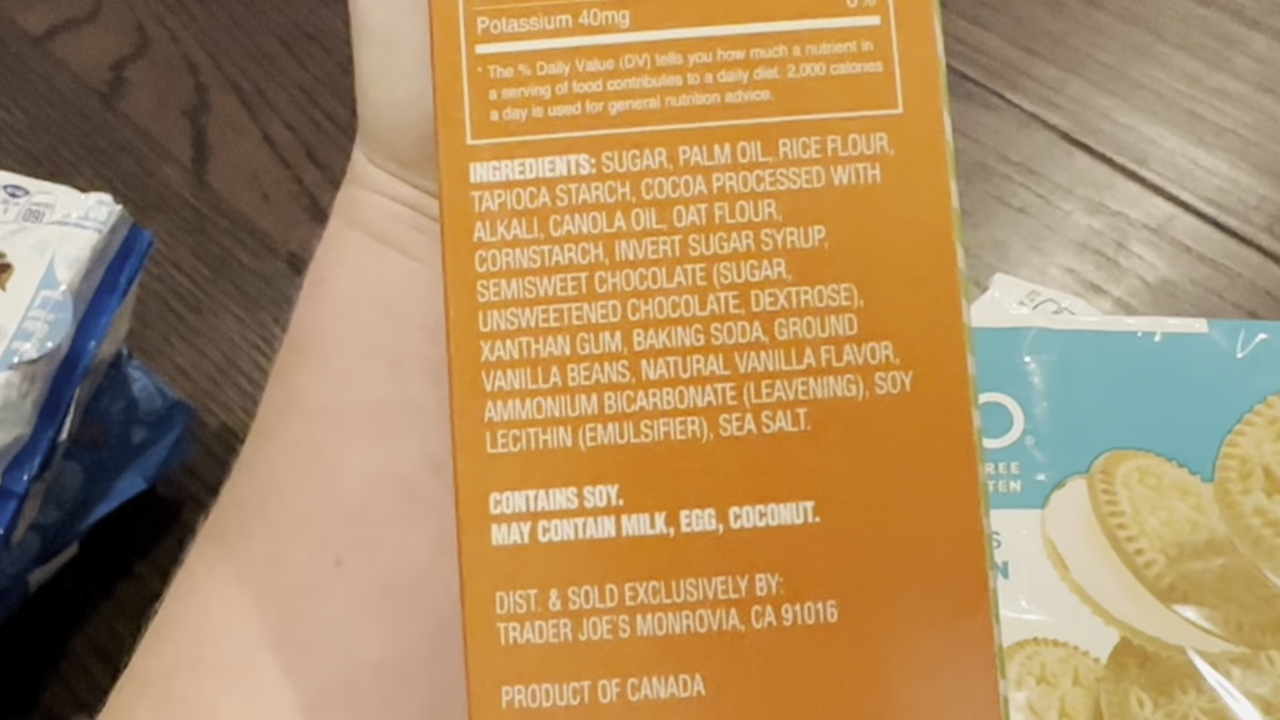 Potassium 40mg 6%
* The % Daily Value (DV) tells you how much a nutrient in
a serving of food contributes to a daily diet. 2,000 calories
a day is used for general nutrition advice.
INGREDIENTS: SUGAR, PALM OIL, RICE FLOUR,
TAPIOCA STARCH, COCOA PROCESSED WITH
ALKALI, CANOLA OIL, OAT FLOUR,
CORNSTARCH, INVERT SUGAR SYRUP,
SEMISWEET CHOCOLATE (SUGAR,
UNSWEETENED CHOCOLATE, DEXTROSE),
XANTHAN GUM, BAKING SODA, GROUND
VANILLA BEANS, NATURAL VANILLA FLAVOR,
AMMONIUM BICARBONATE (LEAVENING), SOY
LECITHIN (EMULSIFIER), SEA SALT.
CONTAINS SOY.
MAY CONTAIN MILK, EGG, COCONUT.
DIST. & SOLD EXCLUSIVELY BY:
TRADER JOE'S MONROVIA, CA 91016
PRODUCT OF CANADA
160
O®
REE
TEN
S
N